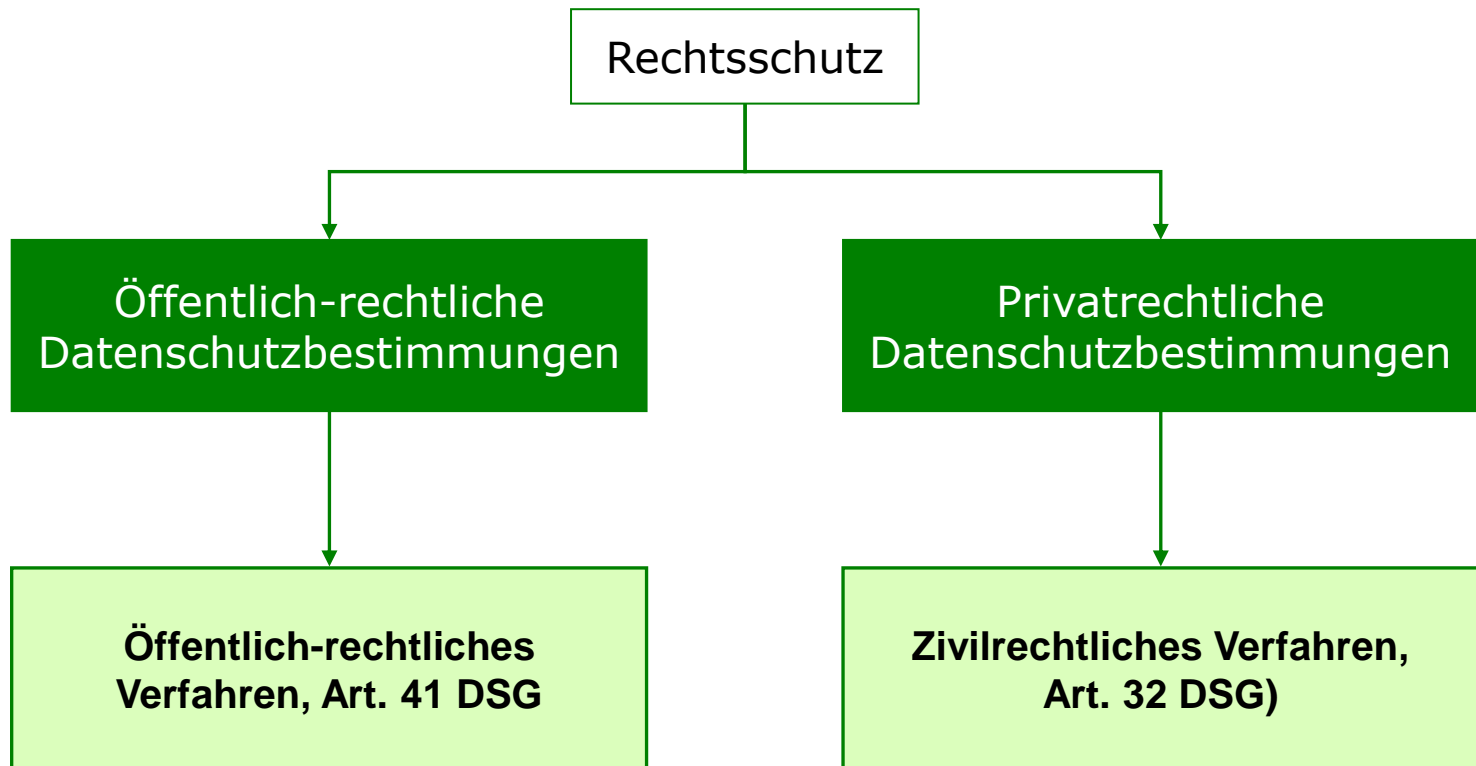 Rechtsschutz
Öffentlich-rechtliche
Datenschutzbestimmungen
Privatrechtliche
Datenschutzbestimmungen
Öffentlich-rechtliches
Verfahren, Art. 41 DSG
Zivilrechtliches Verfahren,
Art. 32 DSG)